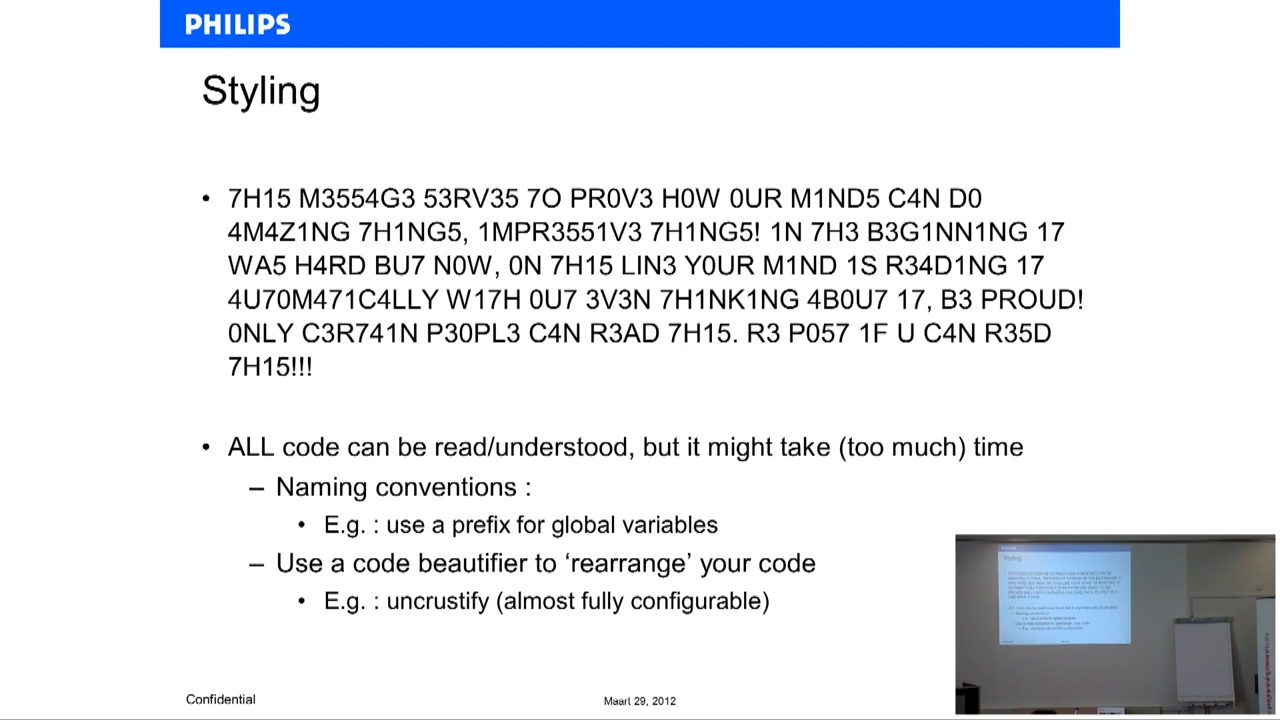 PHILIPS
Styling
• 7H15 M3554G3 53RV35 7O PR0V3 H0W 0UR M1ND5 C4N D0
4M4Z1NG 7H1NG5, 1MPR3551V3 7H1NG5! 1N 7H3 B3G1NN1NG 17
WA5 H4RD BU7 N0W, 0N 7H15 LIN3 Y0UR M1ND 1S R34D1NG 17
4U70M471C4LLY W17H 0U7 3V3N 7H1NK1NG 4B0U7 17, B3 PROUD!
0NLY C3R741N P30PL3 C4N R3AD 7H15. R3 P057 1F U C4N R35D
7H15!!!
• ALL code can be read/understood, but it might take (too much) time
– Naming conventions :
• E.g. : use a prefix for global variables
– Use a code beautifier to ‘rearrange’ your code
• E.g. : uncrustify (almost fully configurable)
Confidential
Maart 29, 2012